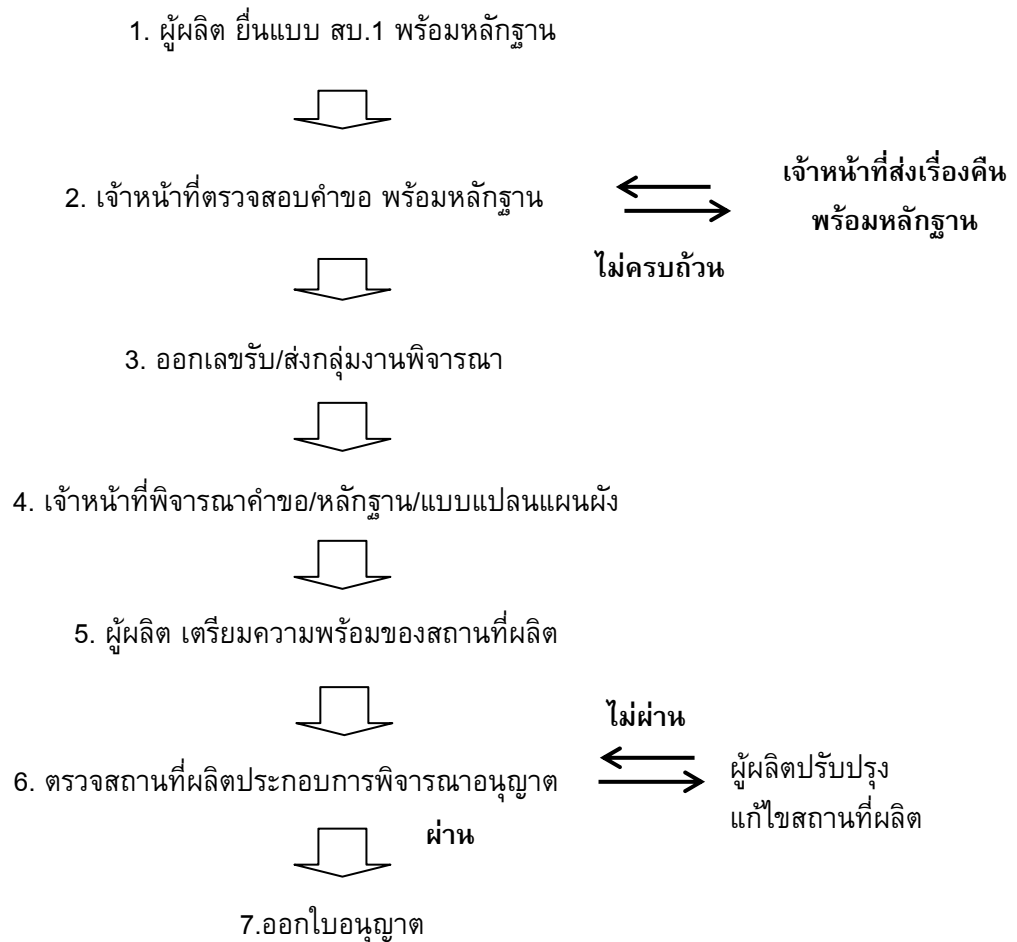 1. ผู้ผลิต ยื่นแบบ สบ.1 พร้อมหลักฐาน
2. เจ้าหน้าที่ตรวจสอบคำขอ พร้อมหลักฐาน
เจ้าหน้าที่ส่งเรื่องคืน
พร้อมหลักฐาน
ไม่ครบถ้วน
3. ออกเลขรับ/ส่งกลุ่มงานพิจารณา
4. เจ้าหน้าที่พิจารณาคำขอ/หลักฐาน/แบบแปลนแผนผัง
5. ผู้ผลิต เตรียมความพร้อมของสถานที่ผลิต
ไม่ผ่าน
6. ตรวจสถานที่ผลิตประกอบการพิจารณาอนุญาต
ผู้ผลิตปรับปรุง
แก้ไขสถานที่ผลิต
ผ่าน
7.ออกใบอนุญาต